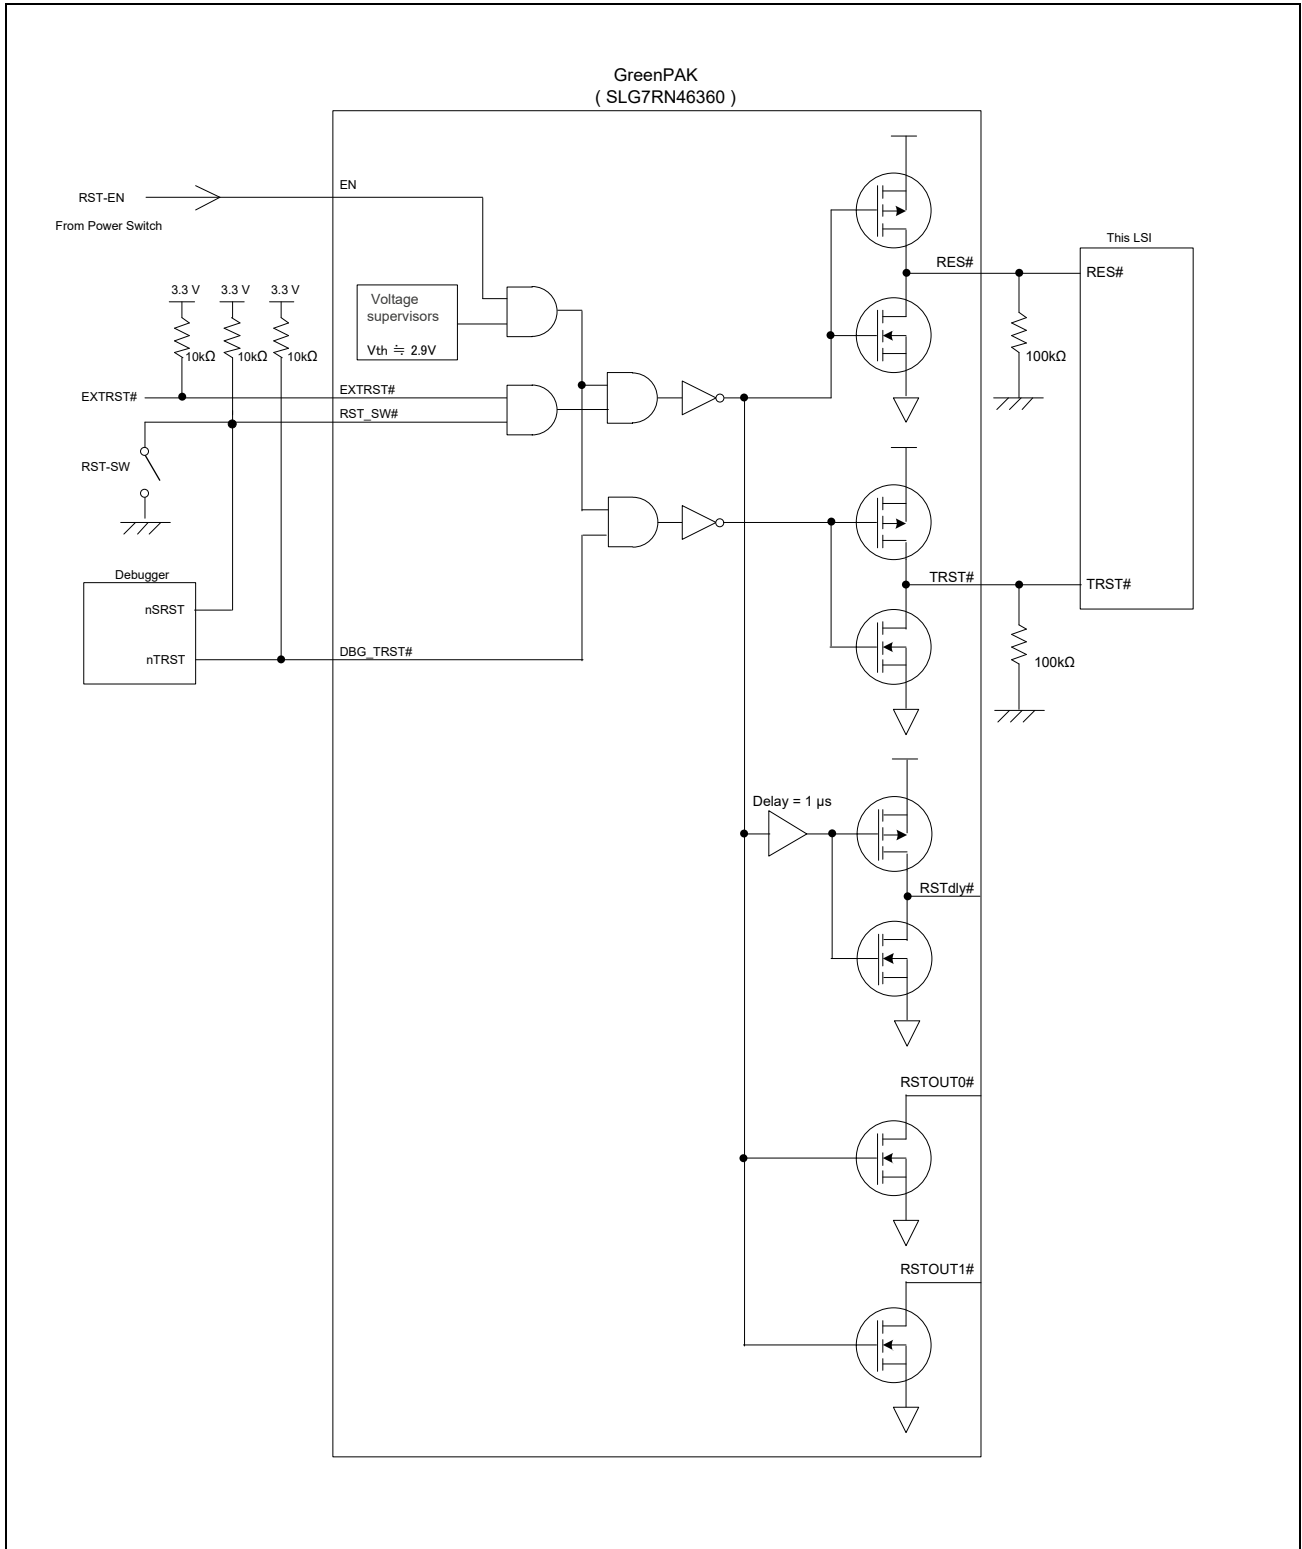 GreenPAK
( SLG7RN46360 )
EN
RST-EN
From Power Switch
This LSI
RES#
RES#
3.3 V
3.3 V
3.3 V
Voltage
supervisors
Vth ≒ 2.9V
10kΩ
10kΩ
10kΩ
100kΩ
EXTRST#
EXTRST#
RST_SW#
RST-SW
Debugger
TRST#
TRST#
nSRST
nTRST
DBG_TRST#
100kΩ
Delay = 1 µs
RSTdly#
RSTOUT0#
RSTOUT1#